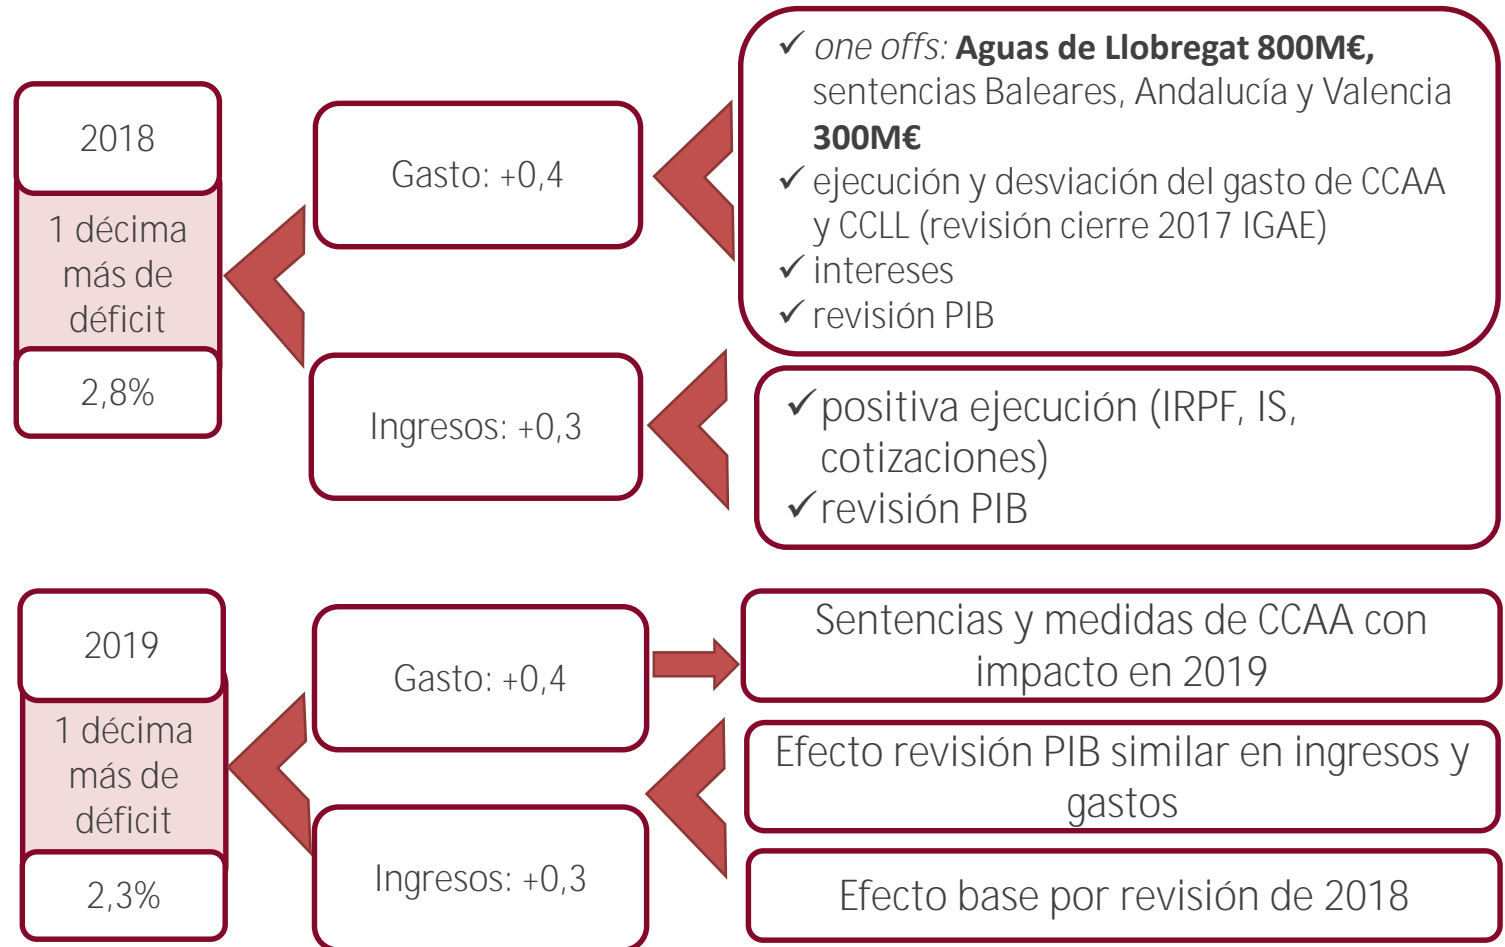 2018
1 décima
más de
déficit
2,8%
Gasto: +0,4
Ingresos: +0,3
✓ one offs: Aguas de Llobregat 800M€,
sentencias Baleares, Andalucía y Valencia
300M€
✓ ejecución y desviación del gasto de CCAA
y CCLL (revisión cierre 2017 IGAE)
✓ intereses
✓ revisión PIB
✓ positiva ejecución (IRPF, IS,
cotizaciones)
✓ revisión PIB
2019
1 décima
más de
déficit
2,3%
Gasto: +0,4
Ingresos: +0,3
Sentencias y medidas de CCAA con
impacto en 2019
Efecto revisión PIB similar en ingresos y
gastos
Efecto base por revisión de 2018